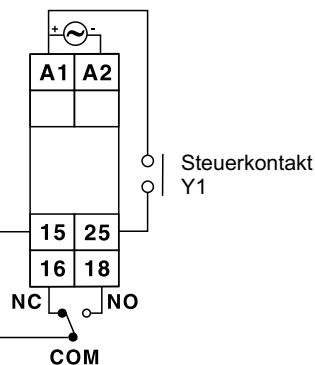 + -
A1 A2
Steuerkontakt
Y1
15 25
16 18
NC NO
COM